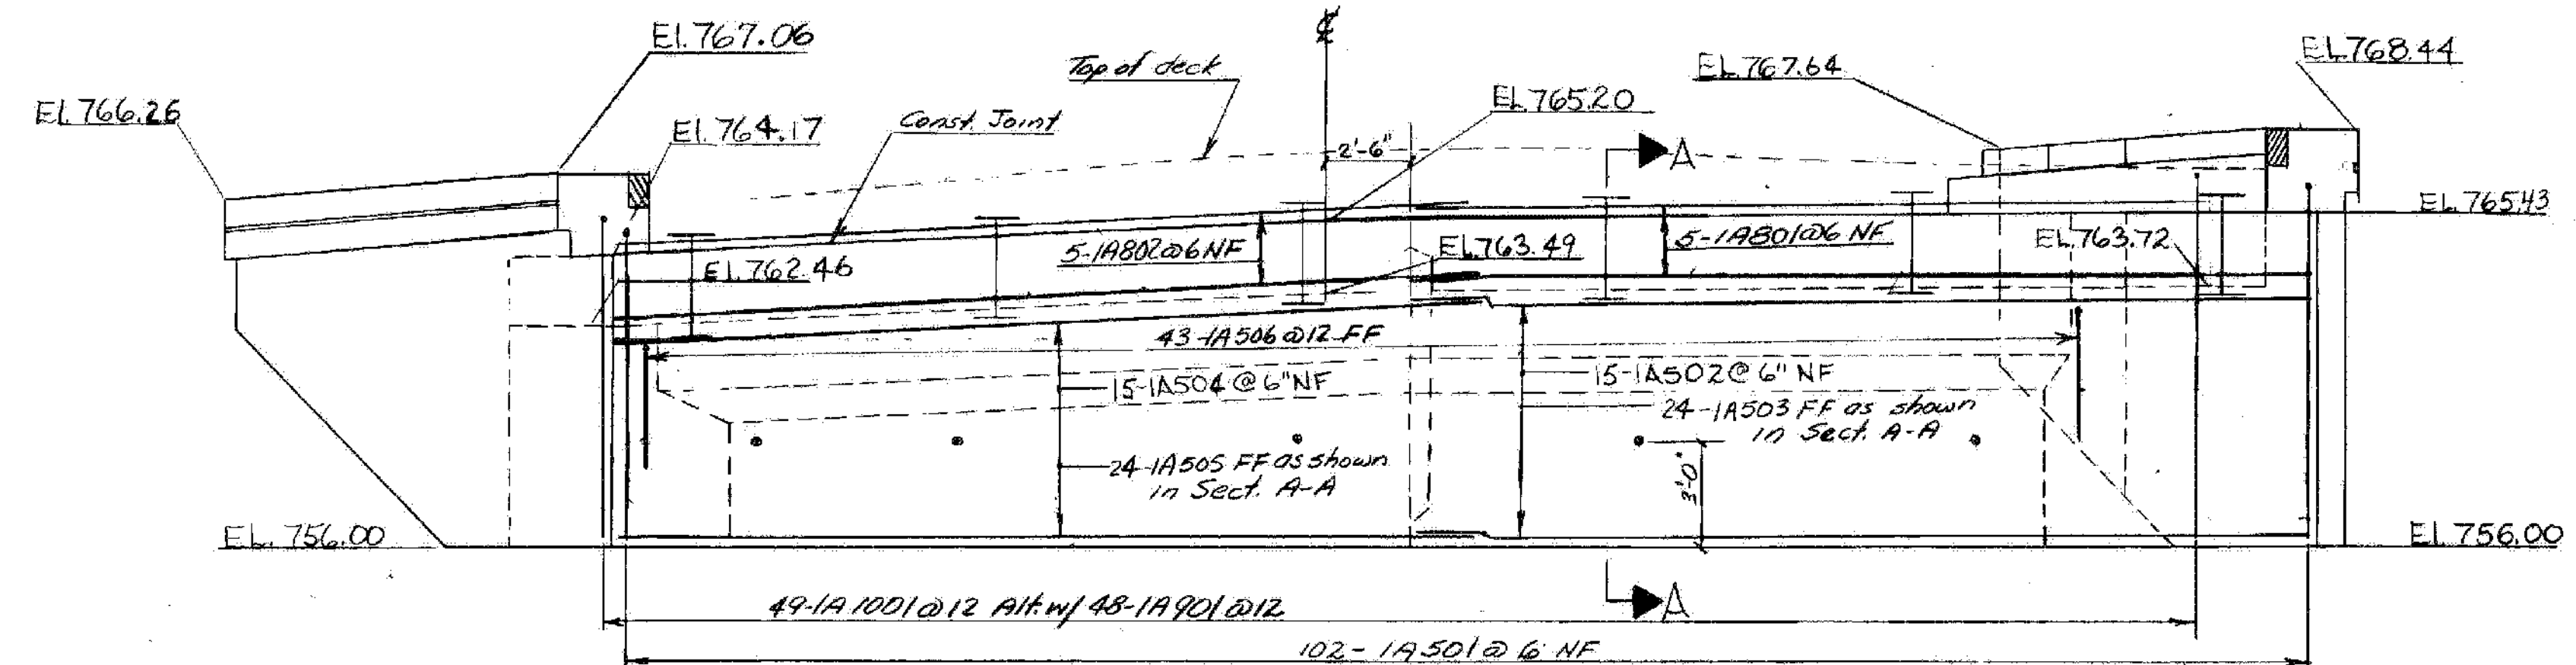 El. 767.06
Top of deck
℄
EL. 767.64
EL. 768.44
EL 766.26
El. 764.17
Const. Joint
EL. 765.20
2'-6"
A
EL. 765.43
El. 762.46
5-1A802@6 NF
EL. 763.49
5-1A801@6 NF
EL. 763.72
43-1A506@12 FF
15-1A504 @ 6" NF
15-1A502@ 6" NF
24-1A503 FF as shown
in Sect. A-A
24-1A505 FF as shown
in Sect. A-A
3'-0"
EL. 756.00
El. 756.00
49-1A1001@12 Alt. w/ 48-1A901@12
A
102-1A501@6 NF